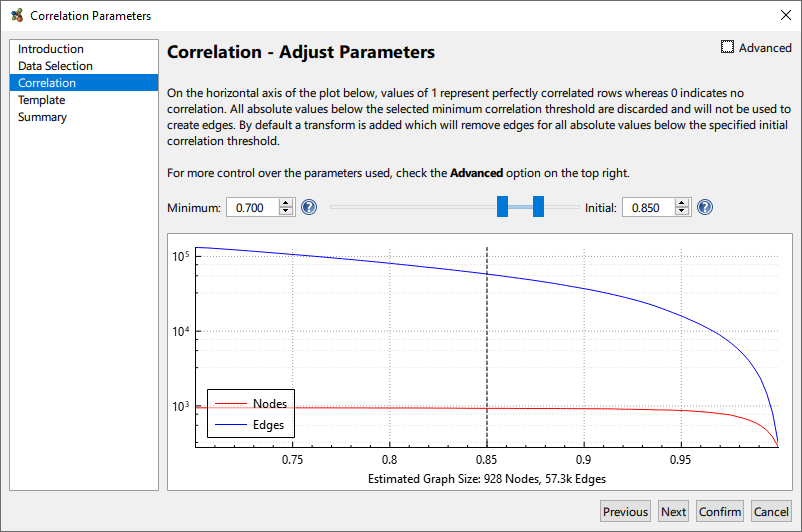 Correlation Parameters
Introduction
Data Selection
Correlation
Template
Summary
Correlation - Adjust Parameters
Advanced
On the horizontal axis of the plot below, values of 1 represent perfectly correlated rows whereas 0 indicates no
correlation. All absolute values below the selected minimum correlation threshold are discarded and will not be used to
create edges. By default a transform is added which will remove edges for all absolute values below the specified initial
correlation threshold.
For more control over the parameters used, check the Advanced option on the top right.
Minimum: 0.700 ? Initial: 0.850 ?
10⁵
10⁴
10³
Nodes
Edges
0.75 0.8 0.85 0.9 0.95
Estimated Graph Size: 928 Nodes, 57.3k Edges
Previous Next Confirm Cancel